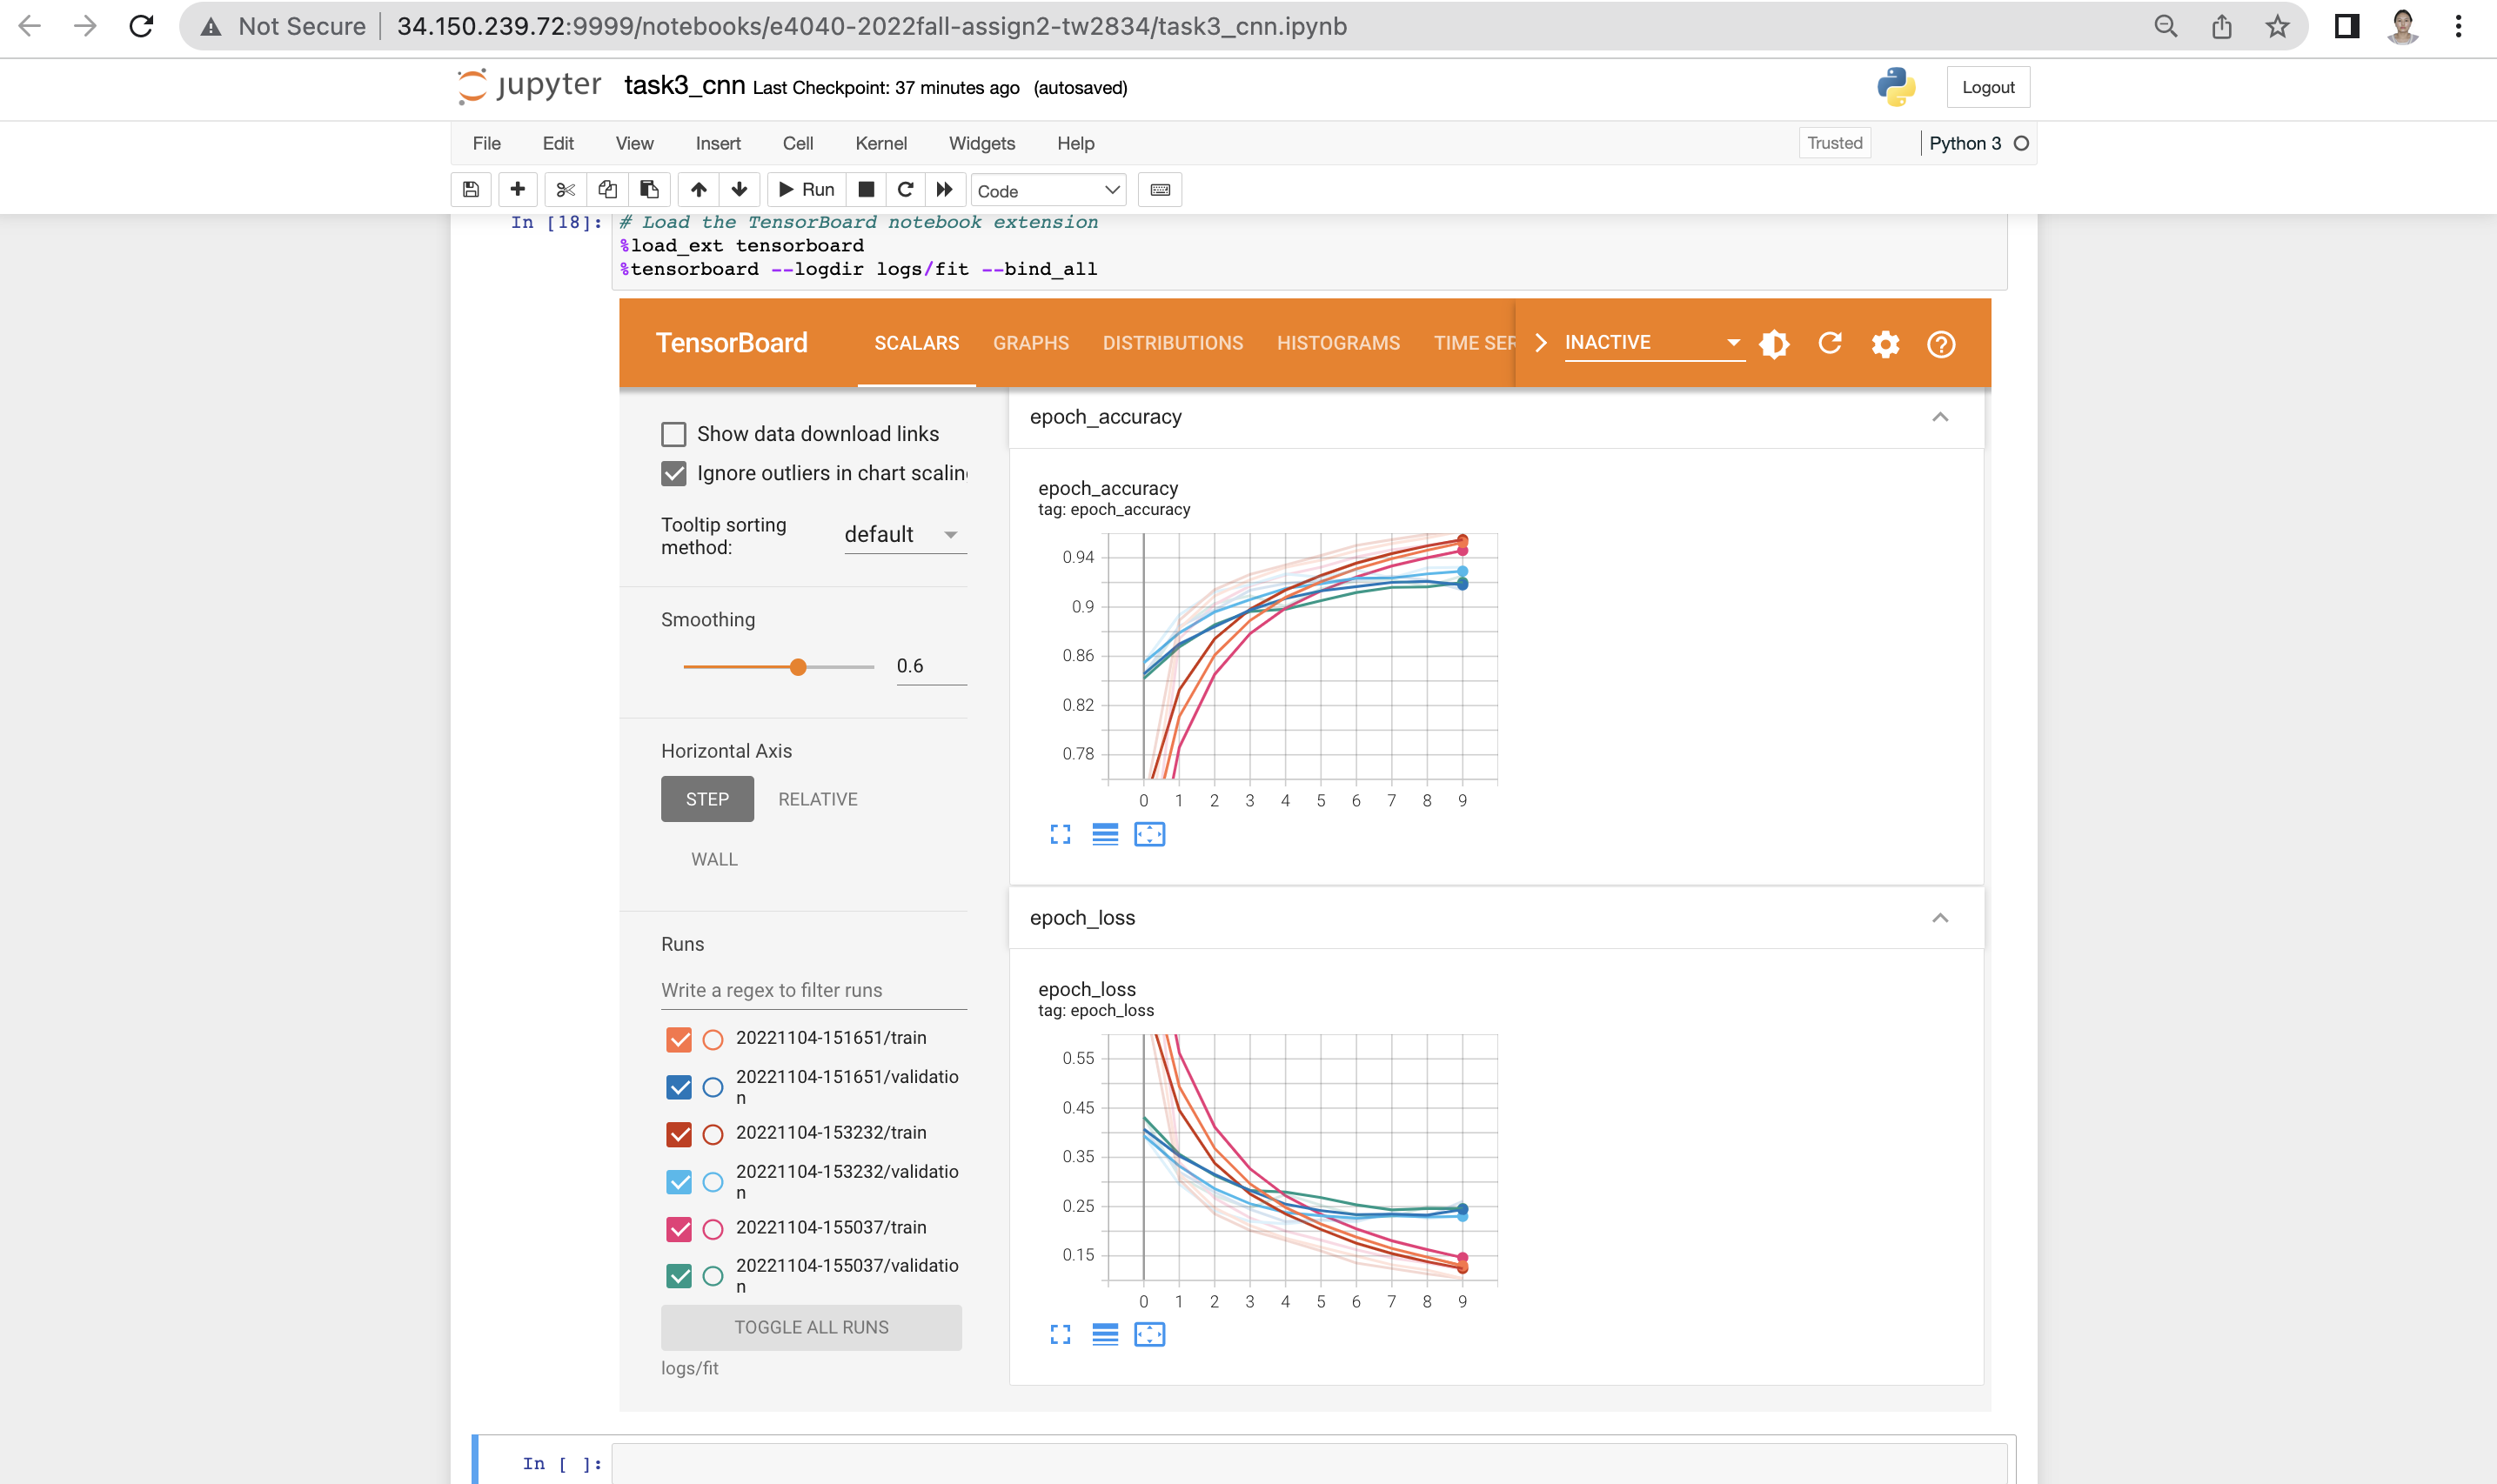 Not Secure 34.150.239.72:9999/notebooks/e4040-2022fall-assign2-tw2834/task3_cnn.ipynb
jupyter task3_cnn Last Checkpoint: 37 minutes ago (autosaved) Logout
File Edit View Insert Cell Kernel Widgets Help Trusted Python 3
Run Code
In [18]: # Load the TensorBoard notebook extension
%load_ext tensorboard
%tensorboard --logdir logs/fit --bind_all
TensorBoard SCALARS GRAPHS DISTRIBUTIONS HISTOGRAMS TIME SER INACTIVE
Show data download links
Ignore outliers in chart scalin
Tooltip sorting
method:
default
Smoothing
0.6
Horizontal Axis
STEP RELATIVE
WALL
Runs
Write a regex to filter runs
20221104-151651/train
20221104-151651/validatio
n
20221104-153232/train
20221104-153232/validatio
n
20221104-155037/train
20221104-155037/validatio
n
TOGGLE ALL RUNS
logs/fit
epoch_accuracy
epoch_accuracy
tag: epoch_accuracy
0.94
0.9
0.86
0.82
0.78
0 1 2 3 4 5 6 7 8 9
epoch_loss
epoch_loss
tag: epoch_loss
0.55
0.45
0.35
0.25
0.15
0 1 2 3 4 5 6 7 8 9
In [ ]: